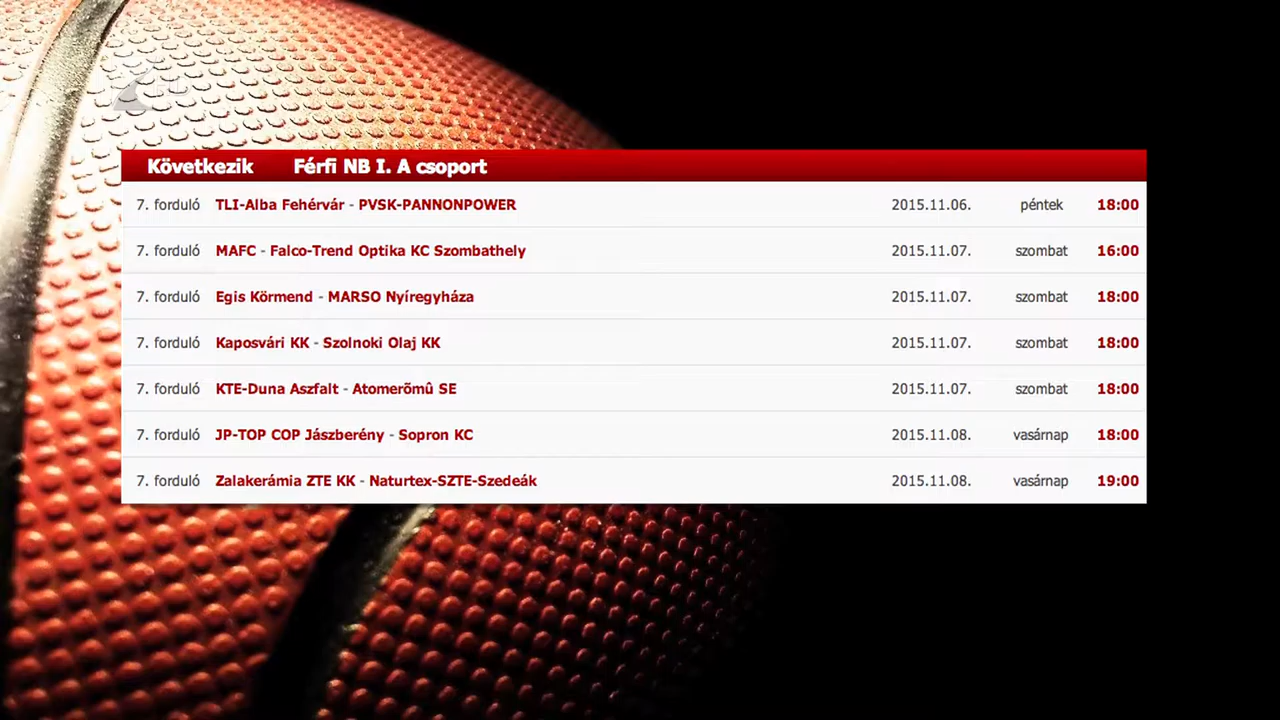 Következik Férfi NB I. A csoport
7. forduló TLI-Alba Fehérvár - PVSK-PANNONPOWER 2015.11.06. péntek 18:00
7. forduló MAFC - Falco-Trend Optika KC Szombathely 2015.11.07. szombat 16:00
7. forduló Egis Körmend - MARSO Nyíregyháza 2015.11.07. szombat 18:00
7. forduló Kaposvári KK - Szolnoki Olaj KK 2015.11.07. szombat 18:00
7. forduló KTE-Duna Aszfalt - Atomerõmû SE 2015.11.07. szombat 18:00
7. forduló JP-TOP COP Jászberény - Sopron KC 2015.11.08. vasárnap 18:00
7. forduló Zalakerámia ZTE KK - Naturtex-SZTE-Szedeák 2015.11.08. vasárnap 19:00